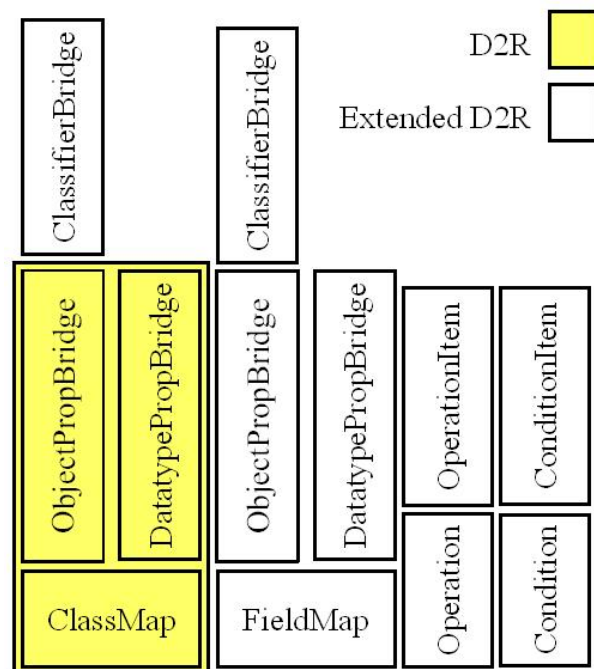 D2R
Extended D2R
ClassifierBridge
ClassifierBridge
ObjectPropBridge
DatatypePropBridge
ObjectPropBridge
DatatypePropBridge
OperationItem
ConditionItem
ClassMap
FieldMap
Operation
Condition